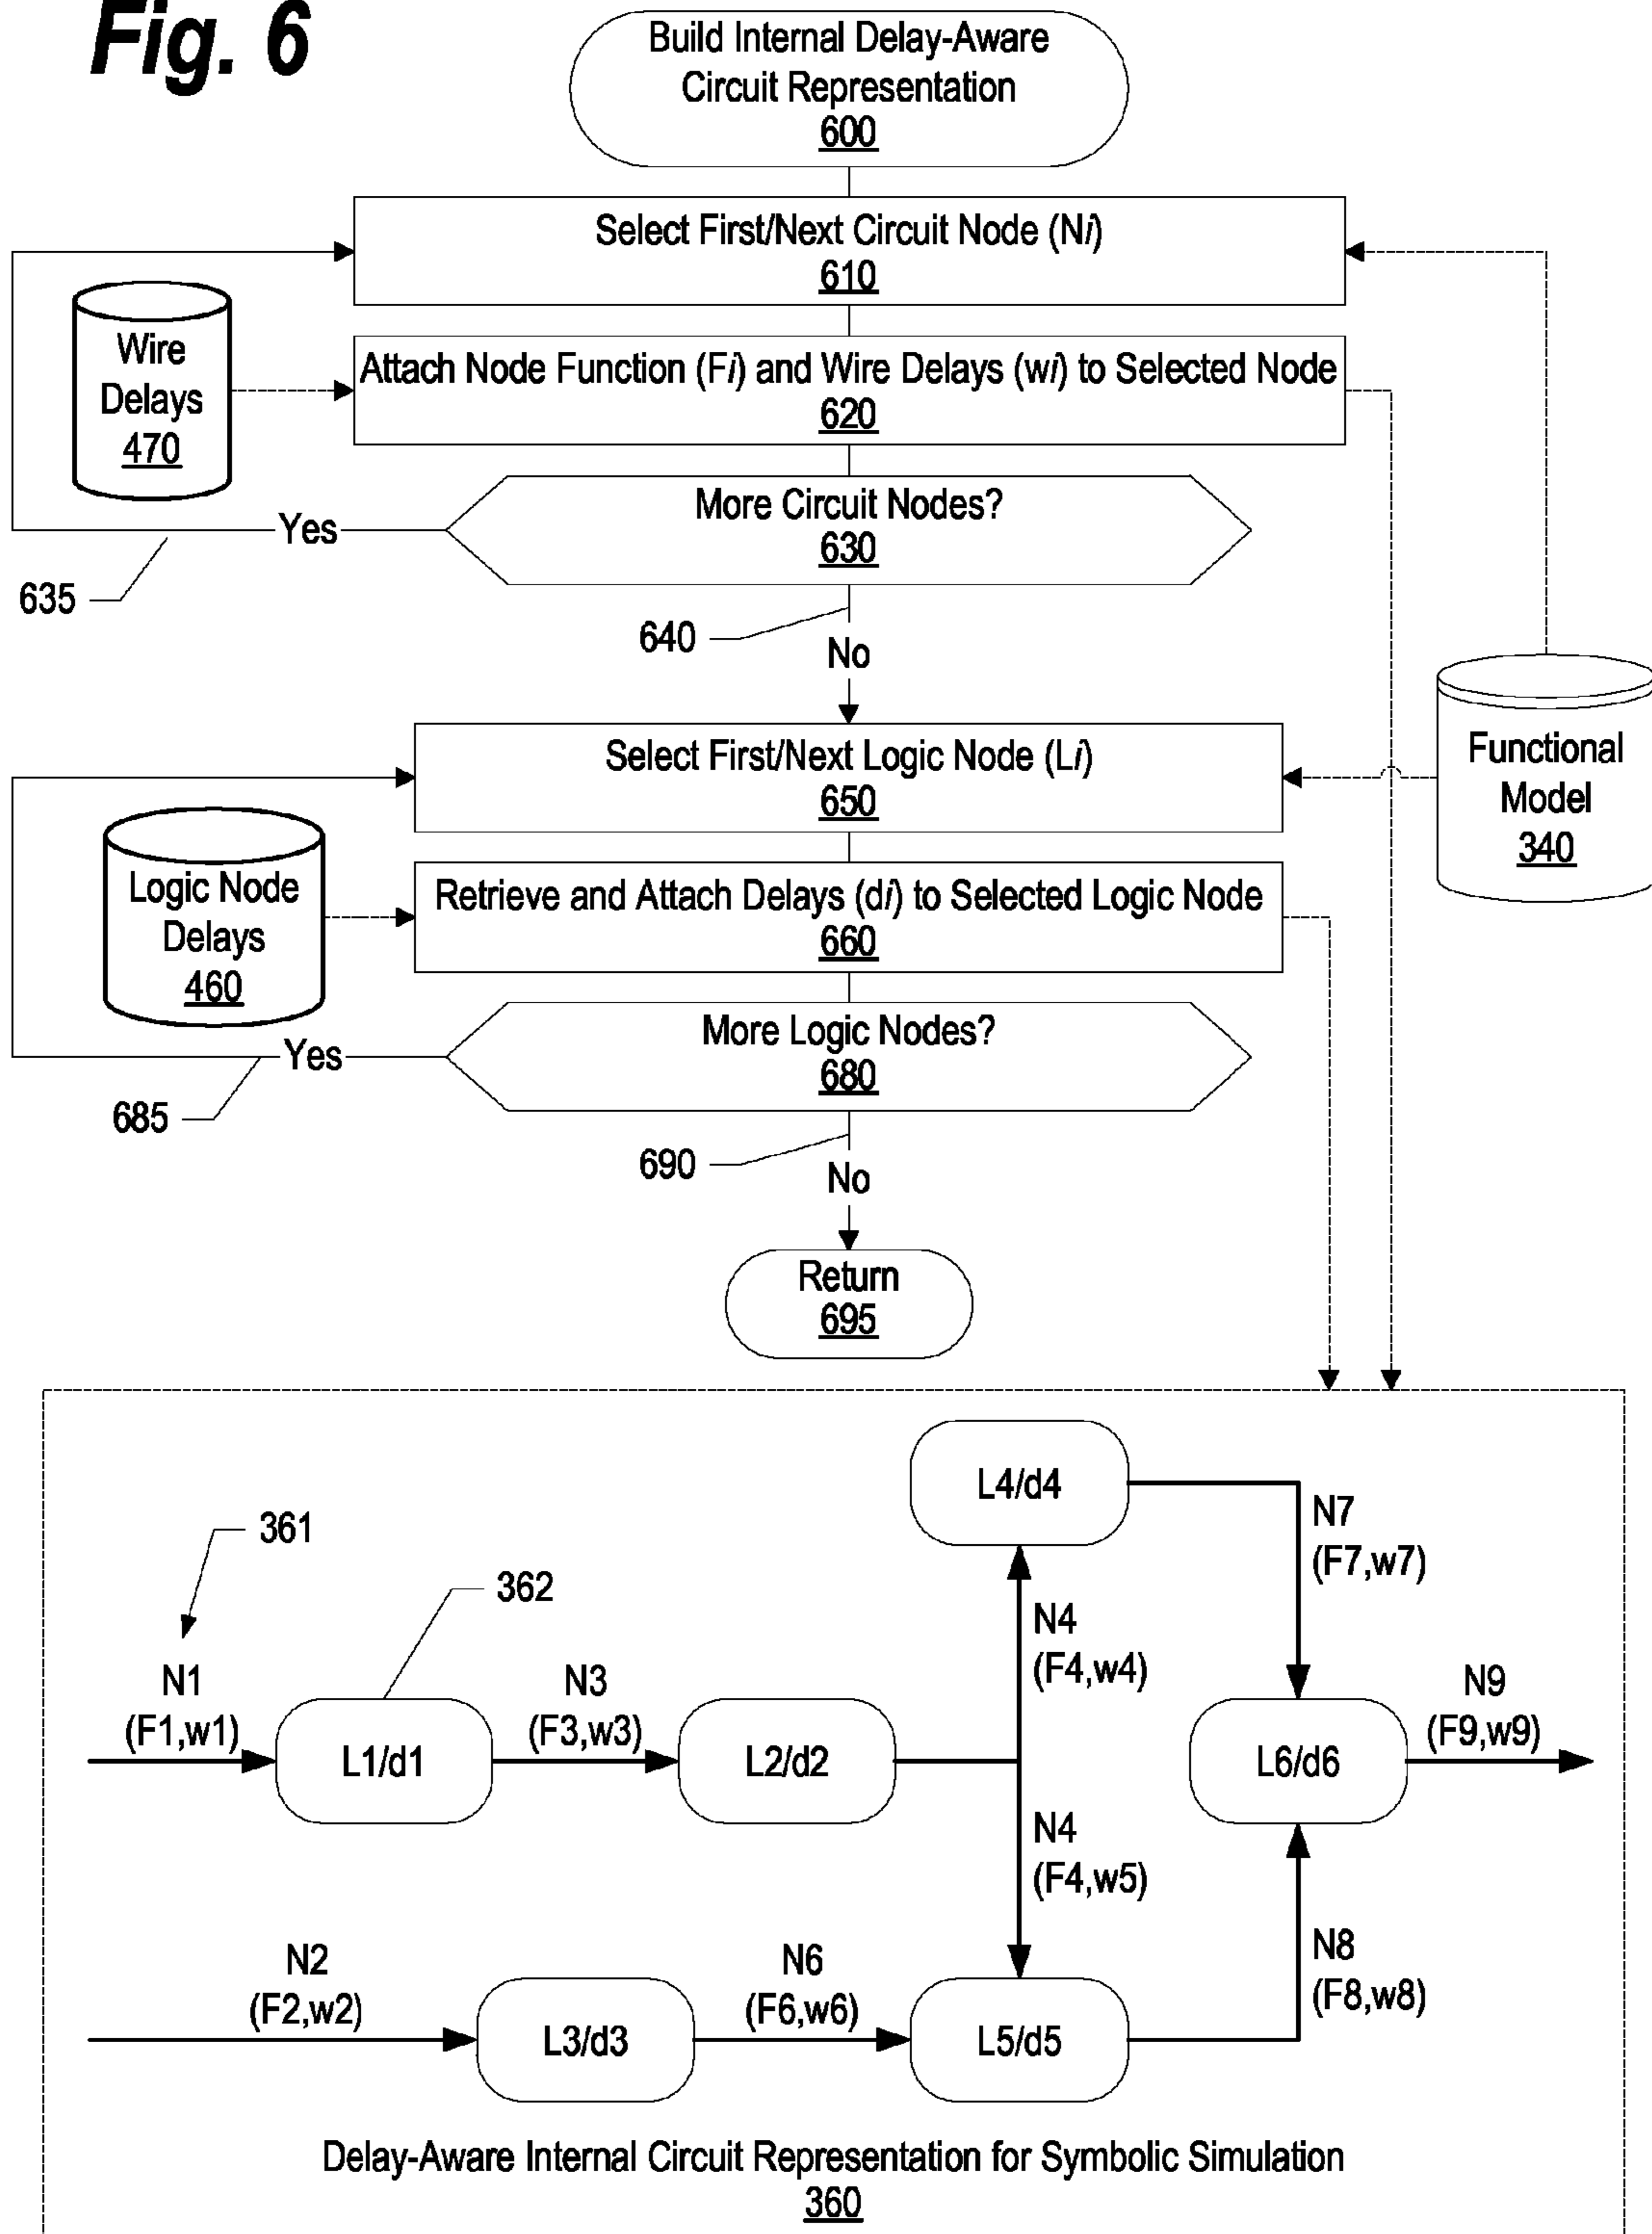 Fig. 6
Build Internal Delay-Aware
Circuit Representation
600
Select First/Next Circuit Node (Ni)
610
Wire
Delays
470
Attach Node Function (Fi) and Wire Delays (wi) to Selected Node
620
More Circuit Nodes?
630
Yes
635
640
No
Select First/Next Logic Node (Li)
650
Functional
Model
340
Logic Node
Delays
460
Retrieve and Attach Delays (di) to Selected Logic Node
660
More Logic Nodes?
680
Yes
685
690
No
Return
695
L4/d4
361
N7
(F7,w7)
362
N4
(F4,w4)
N1
(F1,w1)
N3
(F3,w3)
N9
(F9,w9)
L1/d1
L2/d2
L6/d6
N4
(F4,w5)
N2
(F2,w2)
N6
(F6,w6)
N8
(F8,w8)
L3/d3
L5/d5
Delay-Aware Internal Circuit Representation for Symbolic Simulation
360